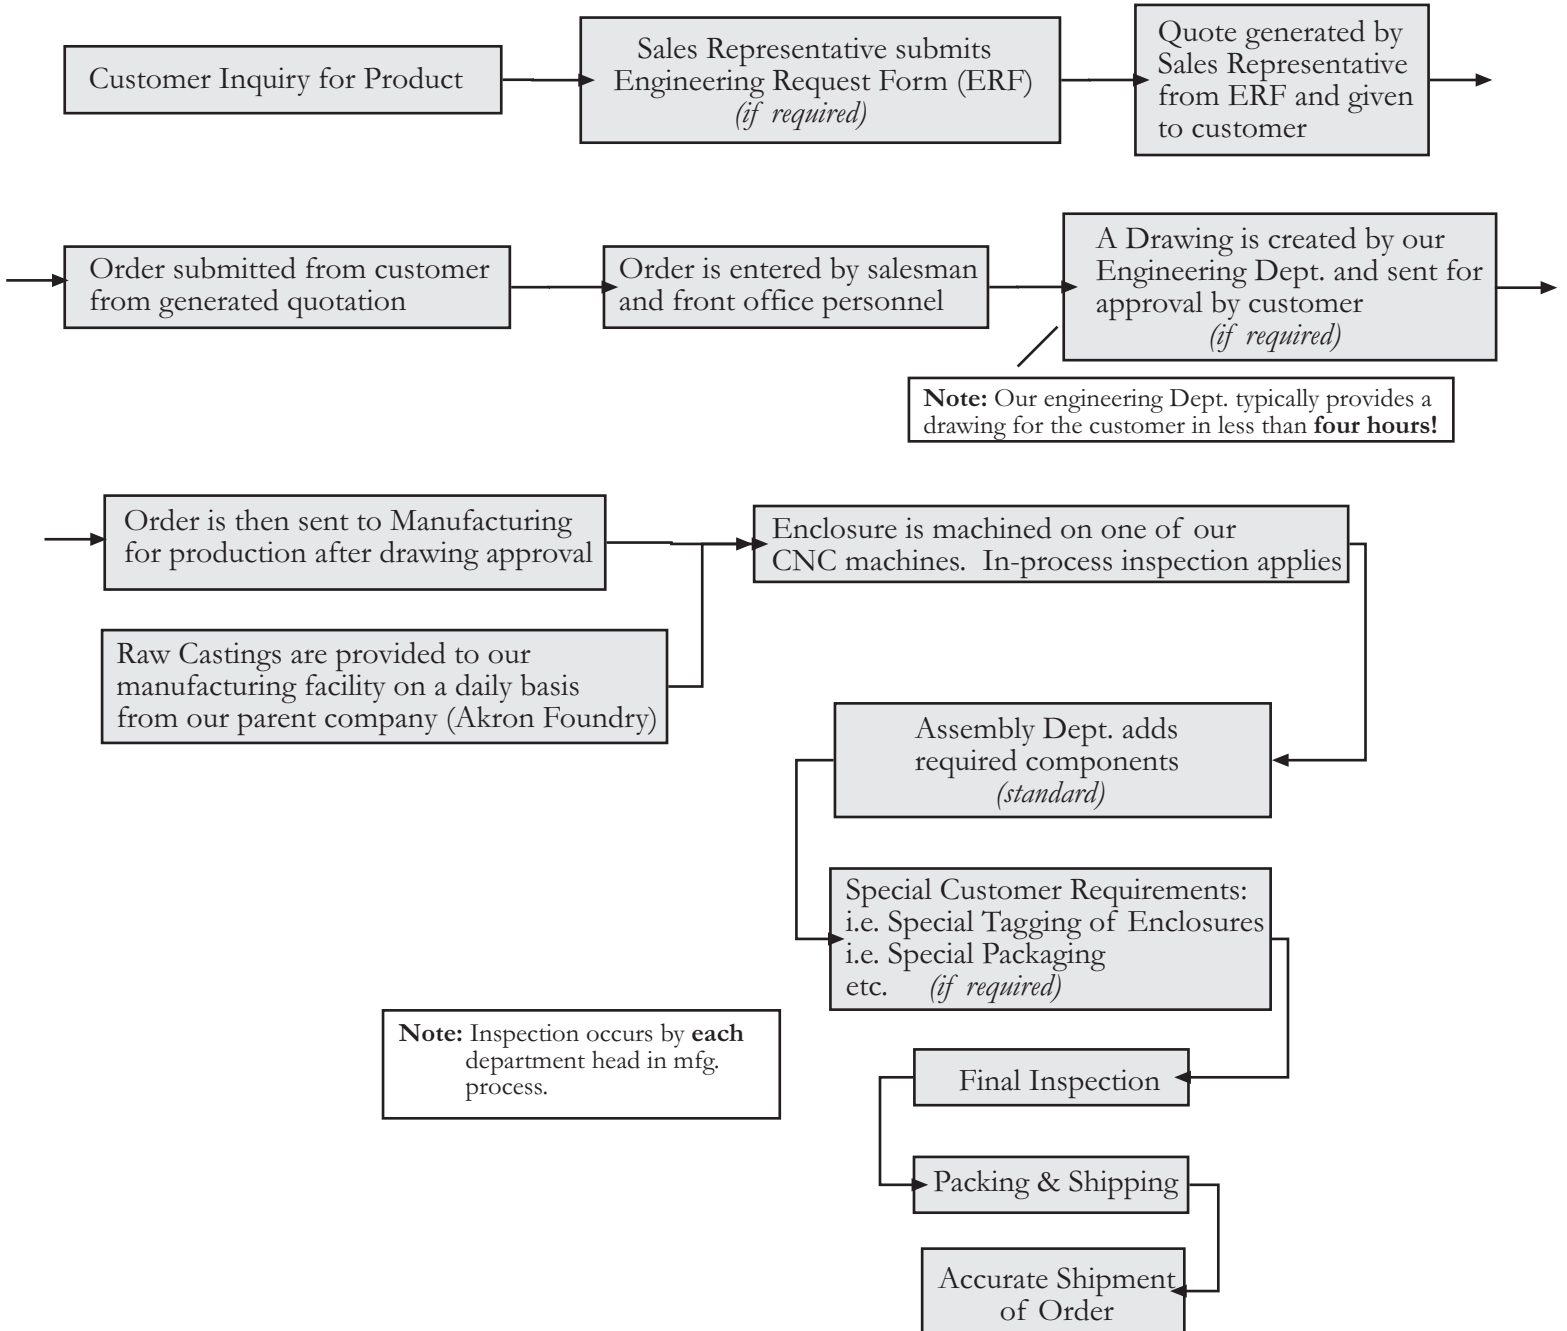 Customer Inquiry for Product
Sales Representative submits
Engineering Request Form (ERF)
(if required)
Quote generated by
Sales Representative
from ERF and given
to customer
Order submitted from customer
from generated quotation
Order is entered by salesman
and front office personnel
A Drawing is created by our
Engineering Dept. and sent for
approval by customer
(if required)
Note: Our engineering Dept. typically provides a
drawing for the customer in less than four hours!
Order is then sent to Manufacturing
for production after drawing approval
Enclosure is machined on one of our
CNC machines. In-process inspection applies
Raw Castings are provided to our
manufacturing facility on a daily basis
from our parent company (Akron Foundry)
Assembly Dept. adds
required components
(standard)
Special Customer Requirements:
i.e. Special Tagging of Enclosures
i.e. Special Packaging
etc. (if required)
Note: Inspection occurs by each
department head in mfg.
process.
Final Inspection
Packing & Shipping
Accurate Shipment
of Order